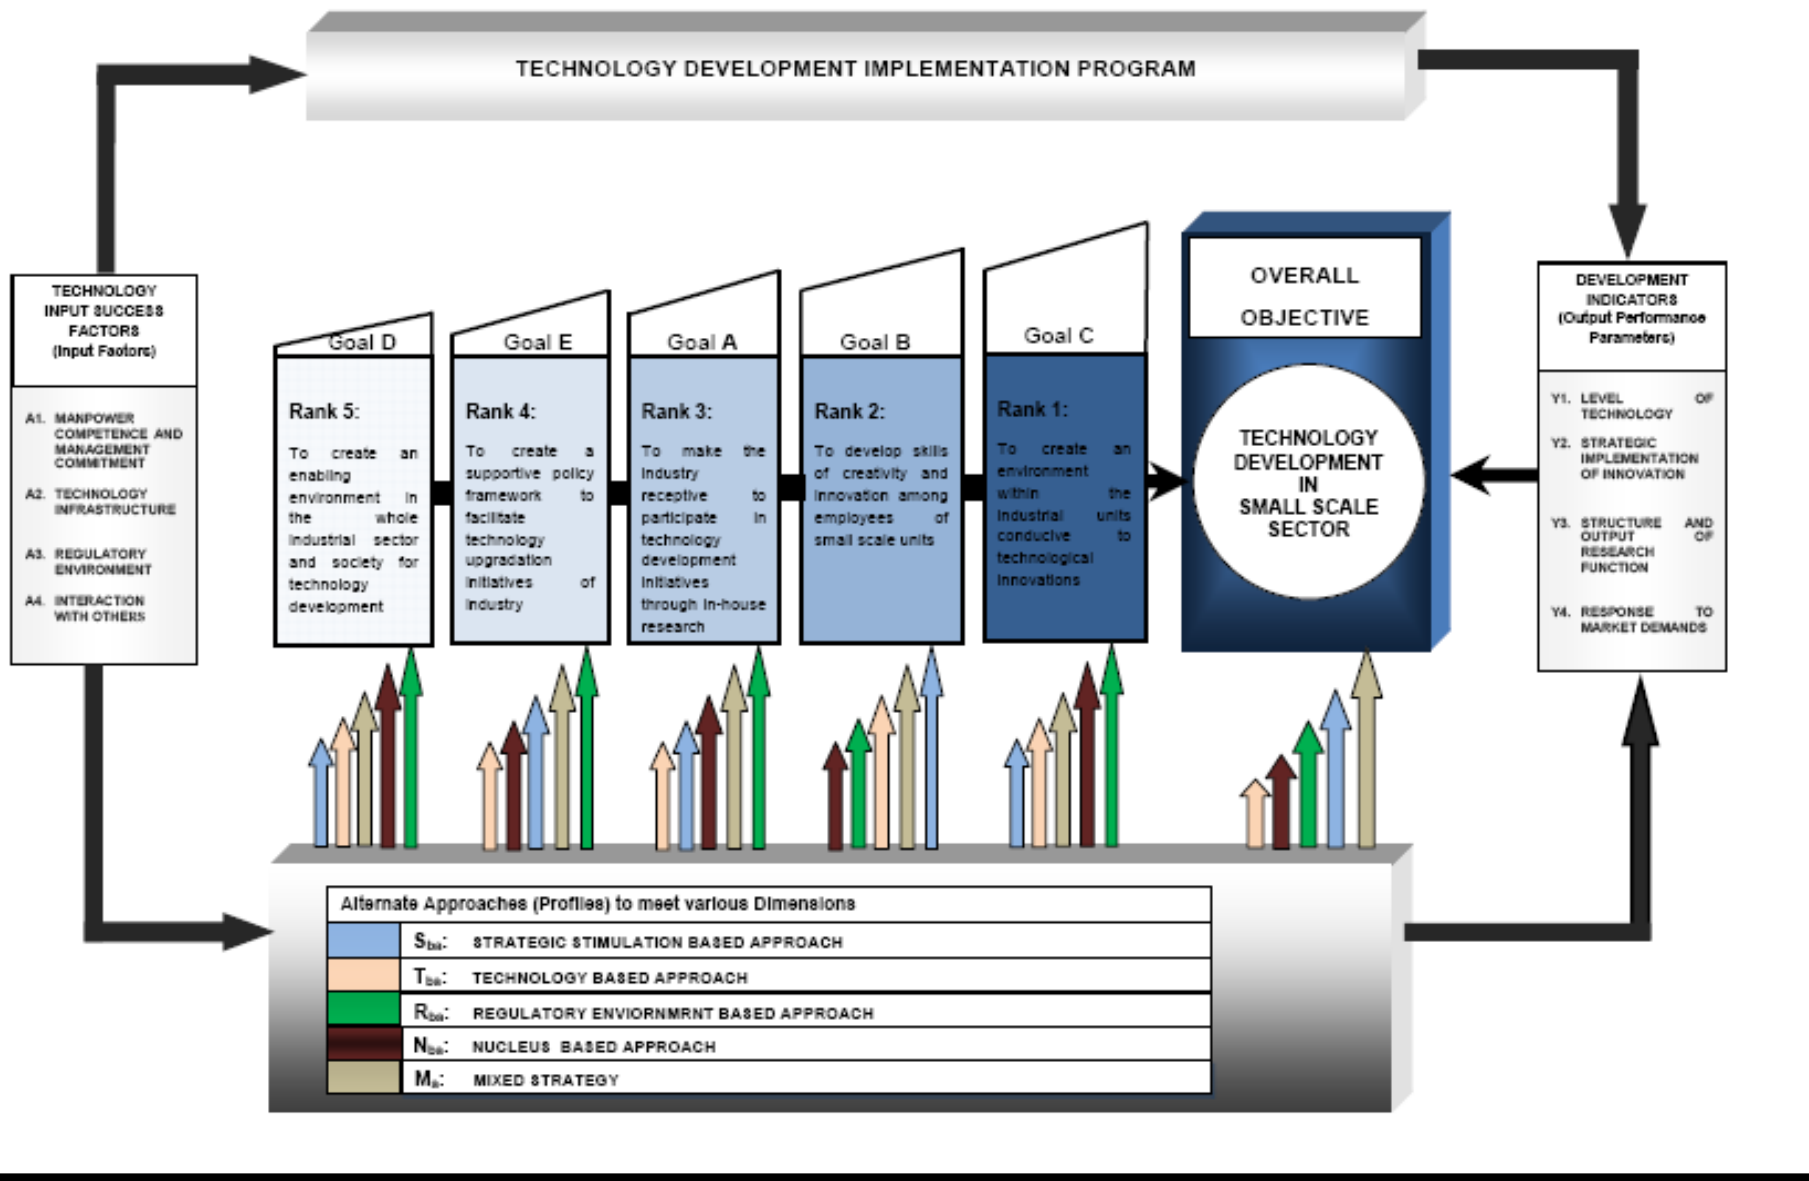 TECHNOLOGY DEVELOPMENT IMPLEMENTATION PROGRAM
TECHNOLOGY
INPUT SUCCESS
FACTORS
(Input Factors)
A1. MANPOWER
COMPETENCE AND
MANAGEMENT
COMMITMENT
A2. TECHNOLOGY
INFRASTRUCTURE
A3. REGULATORY
ENVIRONMENT
A4. INTERACTION
WITH OTHERS
Goal D
Rank 5:
To create an
enabling
environment in
the whole
industrial sector
and society for
technology
development
Goal E
Rank 4:
To create a
supportive policy
framework to
facilitate
technology
upgradation
initiatives of
industry
Goal A
Rank 3:
To make the
industry
receptive to
participate in
technology
development
initiatives
through in-house
research
Goal B
Rank 2:
To develop skills
of creativity and
innovation among
employees of
small scale units
Goal C
Rank 1:
To create an
environment
within the
industrial units
conducive to
technological
innovations
OVERALL
OBJECTIVE
TECHNOLOGY
DEVELOPMENT
IN
SMALL SCALE
SECTOR
DEVELOPMENT
INDICATORS
(Output Performance
Parameters)
Y1. LEVEL OF
TECHNOLOGY
Y2. STRATEGIC
IMPLEMENTATION
OF INNOVATION
Y3. STRUCTURE AND
OUTPUT OF
RESEARCH
FUNCTION
Y4. RESPONSE TO
MARKET DEMANDS
Alternate Approaches (Profiles) to meet various Dimensions
Sba: STRATEGIC STIMULATION BASED APPROACH
Tba: TECHNOLOGY BASED APPROACH
Rba: REGULATORY ENVIORNMRNT BASED APPROACH
Nba: NUCLEUS BASED APPROACH
Ms: MIXED STRATEGY